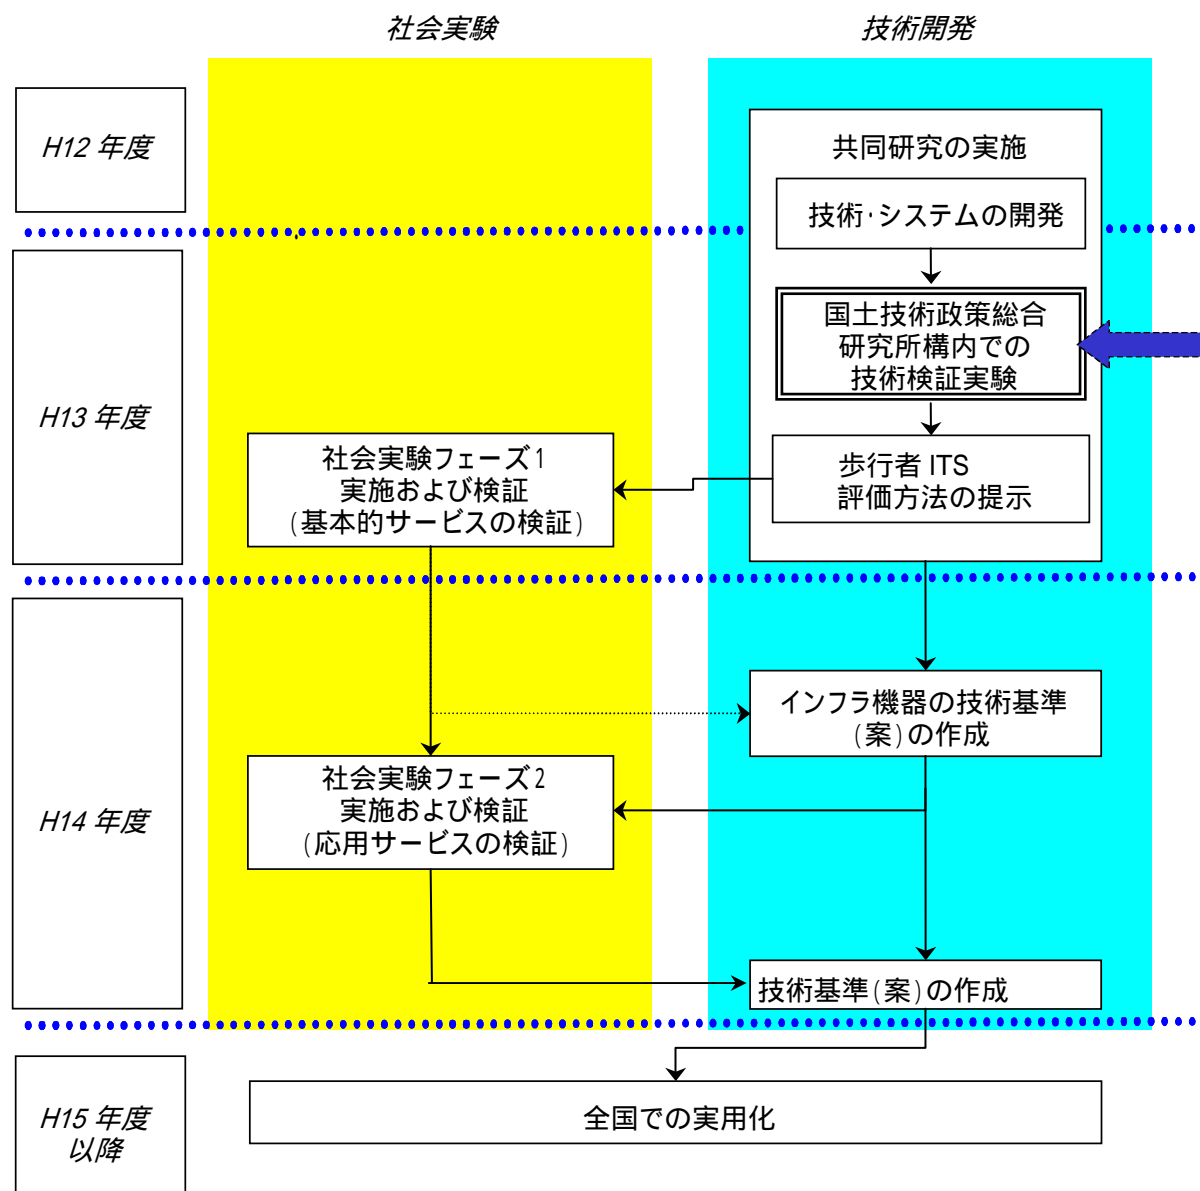 社会実験
技術開発
H12 年度
共同研究の実施
技術・システムの開発
H13 年度
国土技術政策総合
研究所構内での
技術検証実験
歩行者 ITS
評価方法の提示
社会実験フェーズ1
実施および検証
(基本的サービスの検証)
H14 年度
インフラ機器の技術基準
(案)の作成
社会実験フェーズ2
実施および検証
(応用サービスの検証)
技術基準(案)の作成
H15 年度
以降
全国での実用化